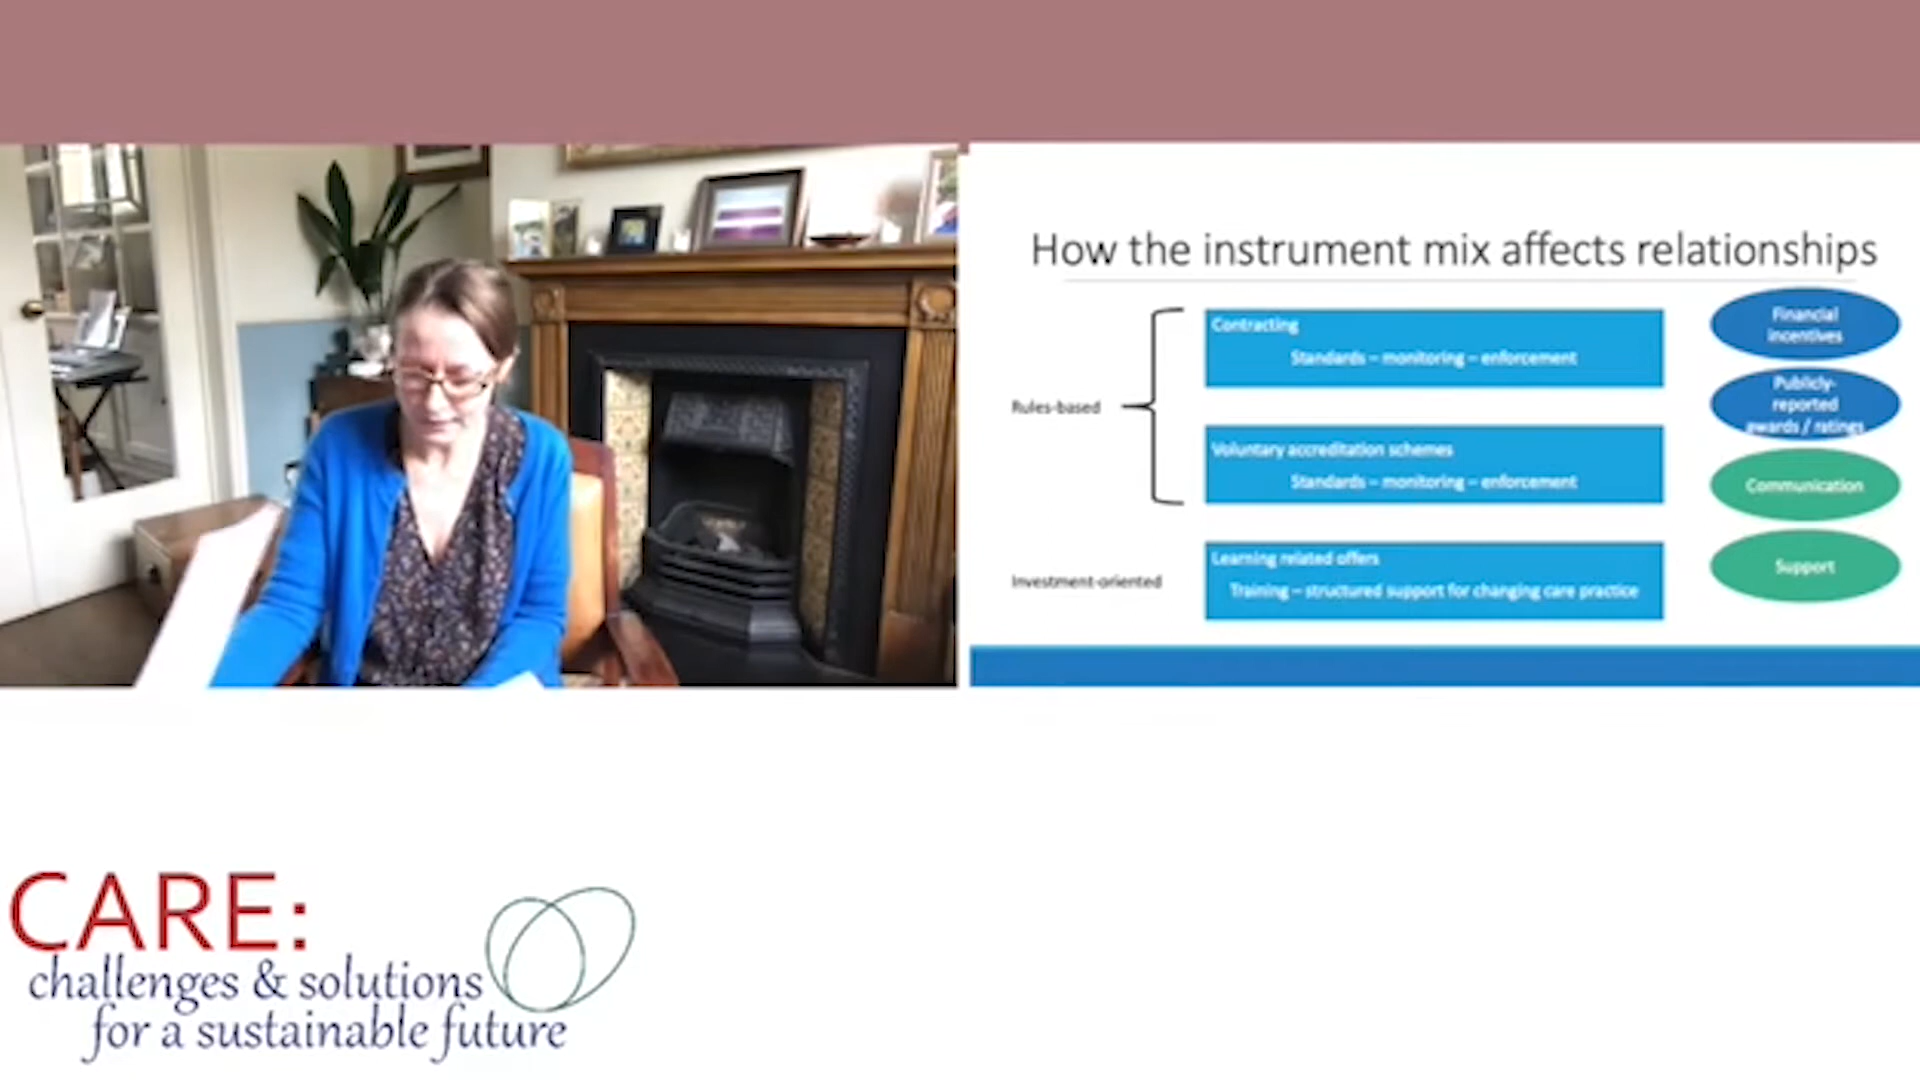 How the instrument mix affects relationships
Contracting
Standards – monitoring – enforcement
Rules-based
Voluntary accreditation schemes
Standards – monitoring – enforcement
Learning related offers
Investment-oriented
Training – structured support for changing care practice
Financial
incentives
Publicly-
reported
awards / ratings
Communication
Support
CARE:
challenges & solutions
for a sustainable future